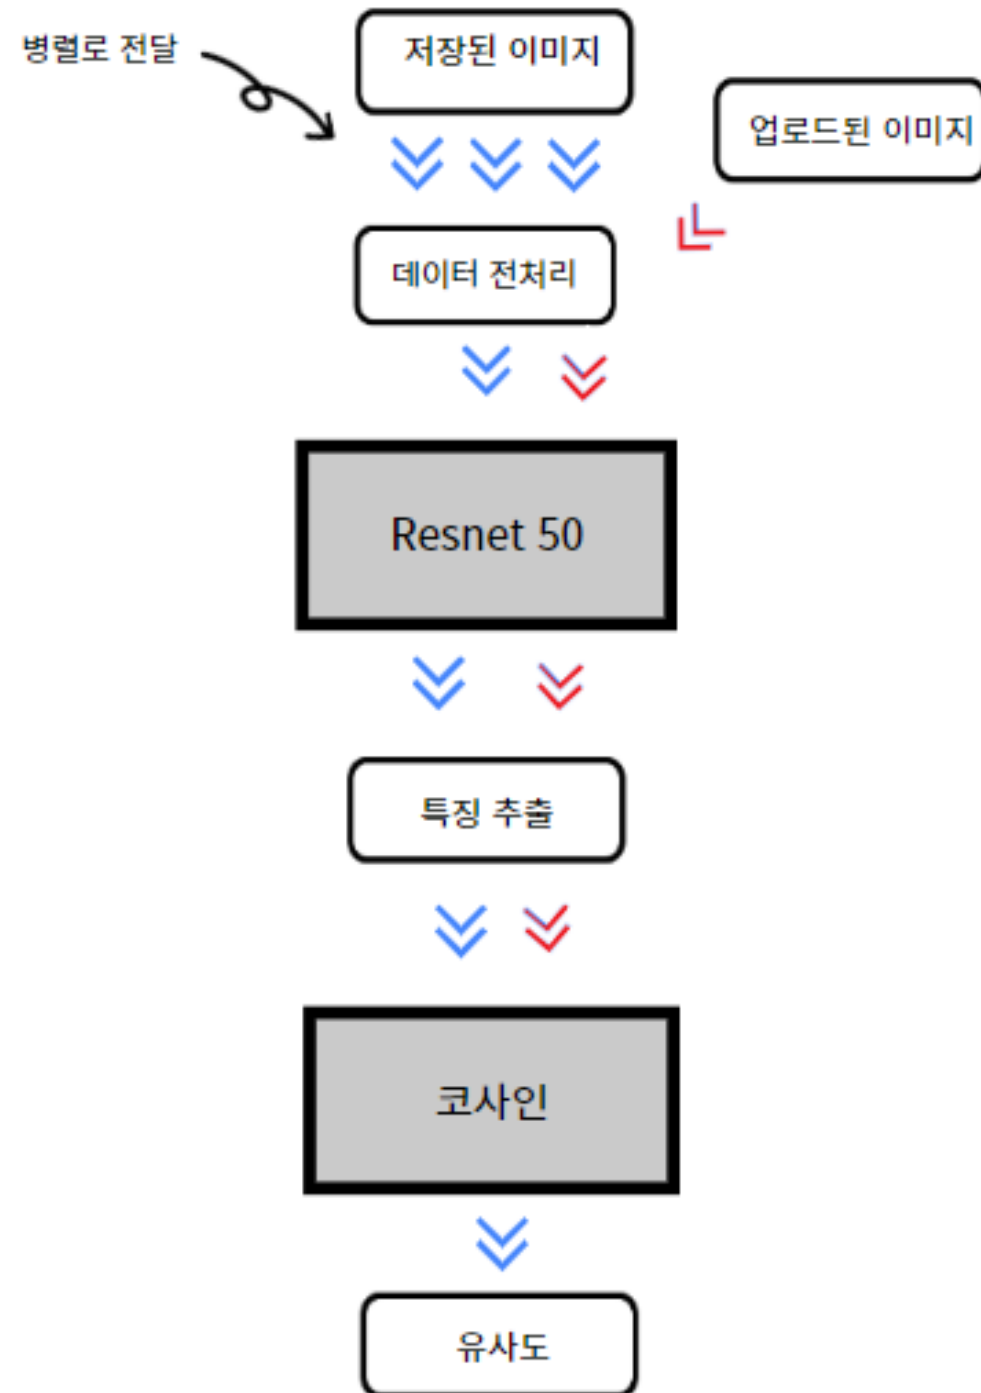 병렬로 전달
저장된 이미지
업로드된 이미지
데이터 전처리
Resnet 50
특징 추출
코사인
유사도